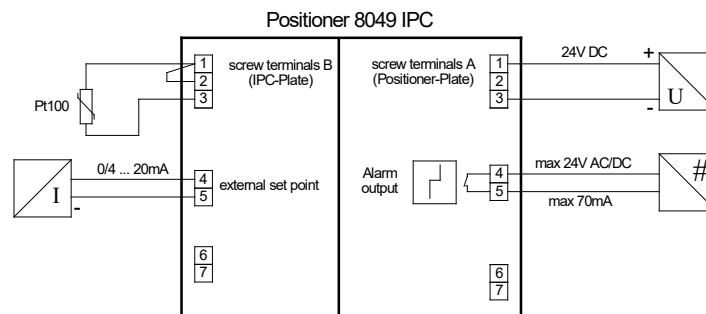 Positioner 8049 IPC
1 screw terminals B
2 (IPC-Plate)
3
Pt100
0/4 ... 20mA
4
5
external set point
I
-
6
7
screw terminals A 1
(Positioner-Plate) 2
3
24V DC
+
-
U
Alarm
output
4
5
max 24V AC/DC
max 70mA
#
6
7